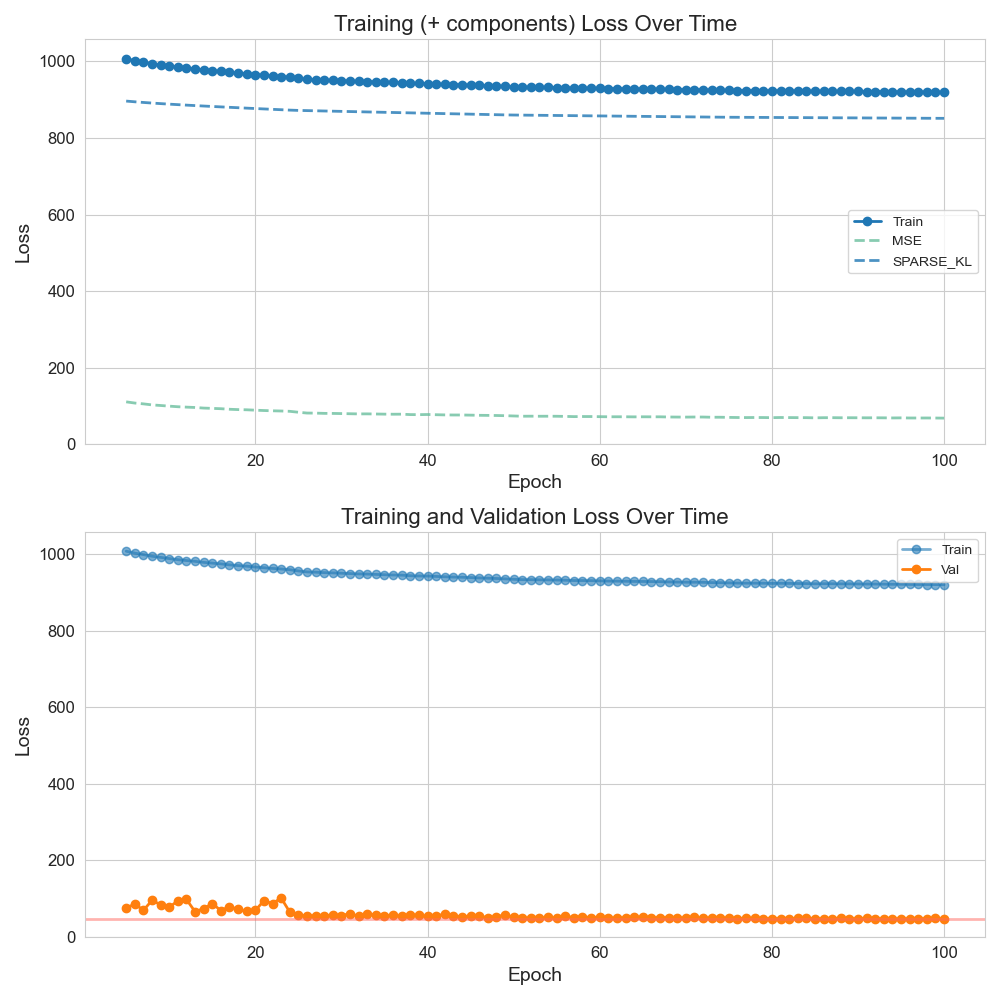 Training (+ components) Loss Over Time
1000
800
600
400
200
0
Loss
Train
MSE
SPARSE_KL
20 40 60 80 100
Epoch
Training and Validation Loss Over Time
1000
800
600
400
200
0
Loss
Train
Val
20 40 60 80 100
Epoch